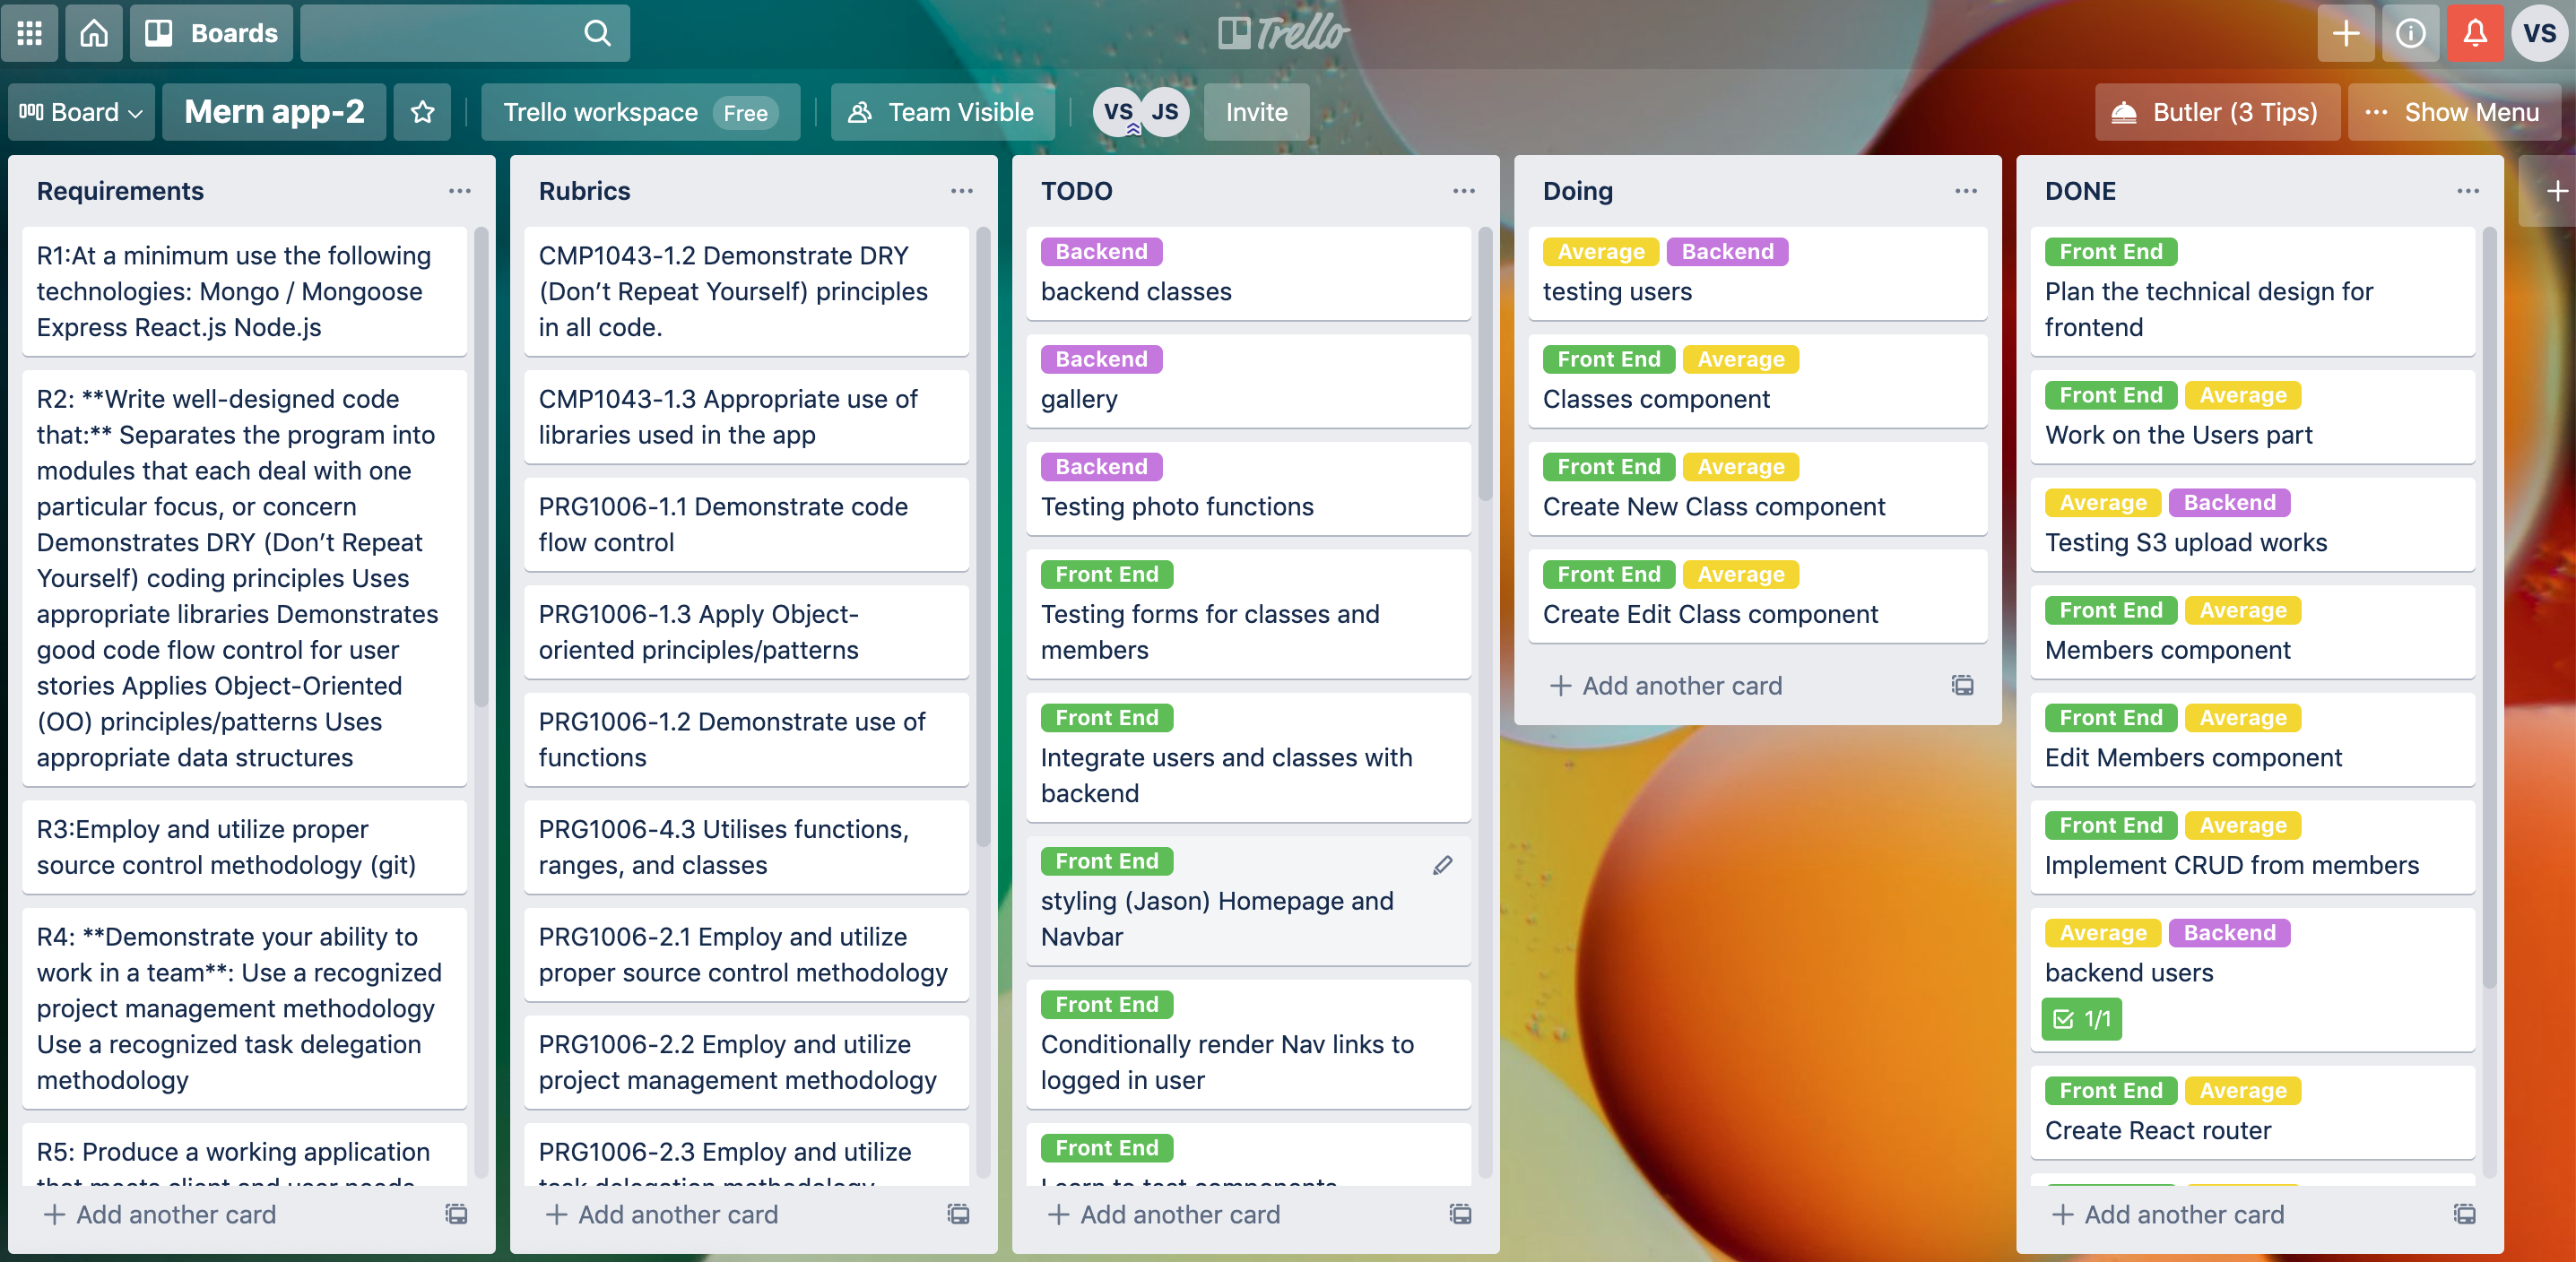 Boards
Trello
VS
Board
Mern app-2
Trello workspace Free
Team Visible
VS JS
Invite
Butler (3 Tips)
··· Show Menu
Requirements
R1:At a minimum use the following
technologies: Mongo / Mongoose
Express React.js Node.js
R2: **Write well-designed code
that:** Separates the program into
modules that each deal with one
particular focus, or concern
Demonstrates DRY (Don’t Repeat
Yourself) coding principles Uses
appropriate libraries Demonstrates
good code flow control for user
stories Applies Object-Oriented
(OO) principles/patterns Uses
appropriate data structures
R3:Employ and utilize proper
source control methodology (git)
R4: **Demonstrate your ability to
work in a team**: Use a recognized
project management methodology
Use a recognized task delegation
methodology
R5: Produce a working application
that meets client and user needs
+ Add another card
Rubrics
CMP1043-1.2 Demonstrate DRY
(Don’t Repeat Yourself) principles
in all code.
CMP1043-1.3 Appropriate use of
libraries used in the app
PRG1006-1.1 Demonstrate code
flow control
PRG1006-1.3 Apply Object-
oriented principles/patterns
PRG1006-1.2 Demonstrate use of
functions
PRG1006-4.3 Utilises functions,
ranges, and classes
PRG1006-2.1 Employ and utilize
proper source control methodology
PRG1006-2.2 Employ and utilize
project management methodology
PRG1006-2.3 Employ and utilize
task delegation methodology
+ Add another card
TODO
Backend
backend classes
Backend
gallery
Backend
Testing photo functions
Front End
Testing forms for classes and
members
Front End
Integrate users and classes with
backend
Front End
styling (Jason) Homepage and
Navbar
Front End
Conditionally render Nav links to
logged in user
Front End
Learn to test components
+ Add another card
Doing
Average Backend
testing users
Front End Average
Classes component
Front End Average
Create New Class component
Front End Average
Create Edit Class component
+ Add another card
DONE
Front End
Plan the technical design for
frontend
Front End Average
Work on the Users part
Average Backend
Testing S3 upload works
Front End Average
Members component
Front End Average
Edit Members component
Front End Average
Implement CRUD from members
Average Backend
backend users
1/1
Front End Average
Create React router
+ Add another card